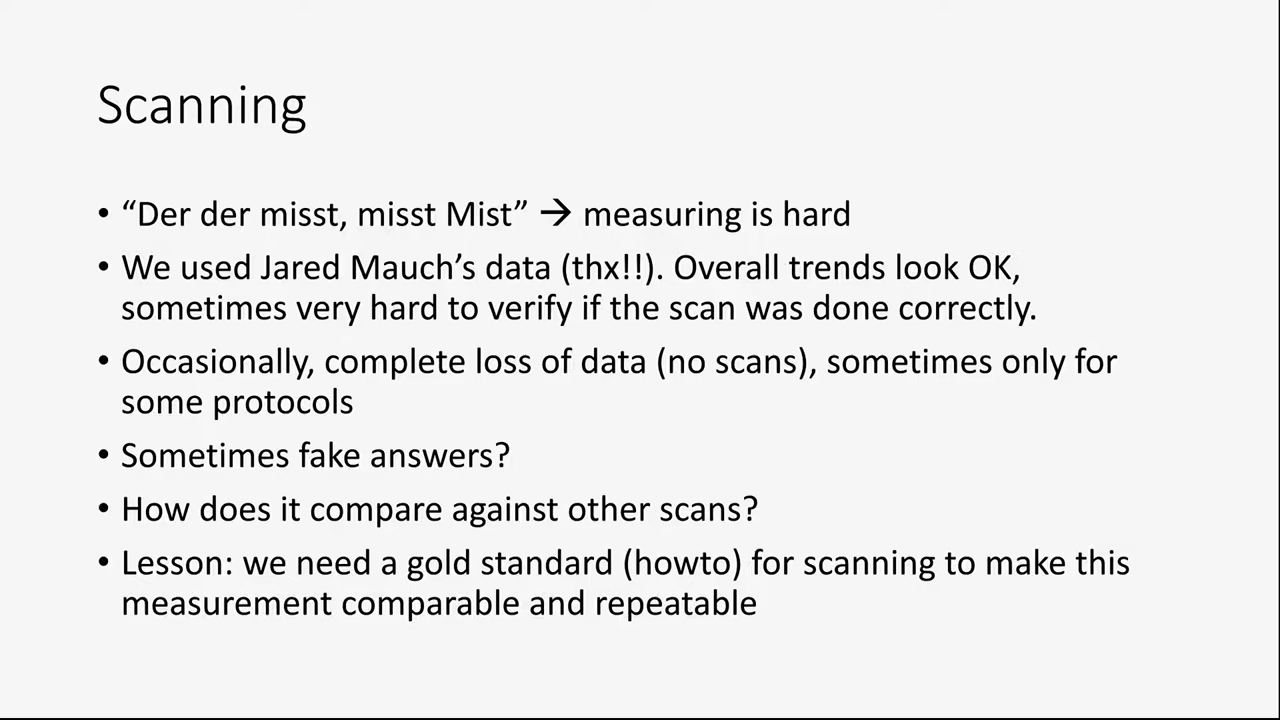 Scanning
• “Der der misst, misst Mist” → measuring is hard
• We used Jared Mauch’s data (thx!!). Overall trends look OK,
sometimes very hard to verify if the scan was done correctly.
• Occasionally, complete loss of data (no scans), sometimes only for
some protocols
• Sometimes fake answers?
• How does it compare against other scans?
• Lesson: we need a gold standard (howto) for scanning to make this
measurement comparable and repeatable